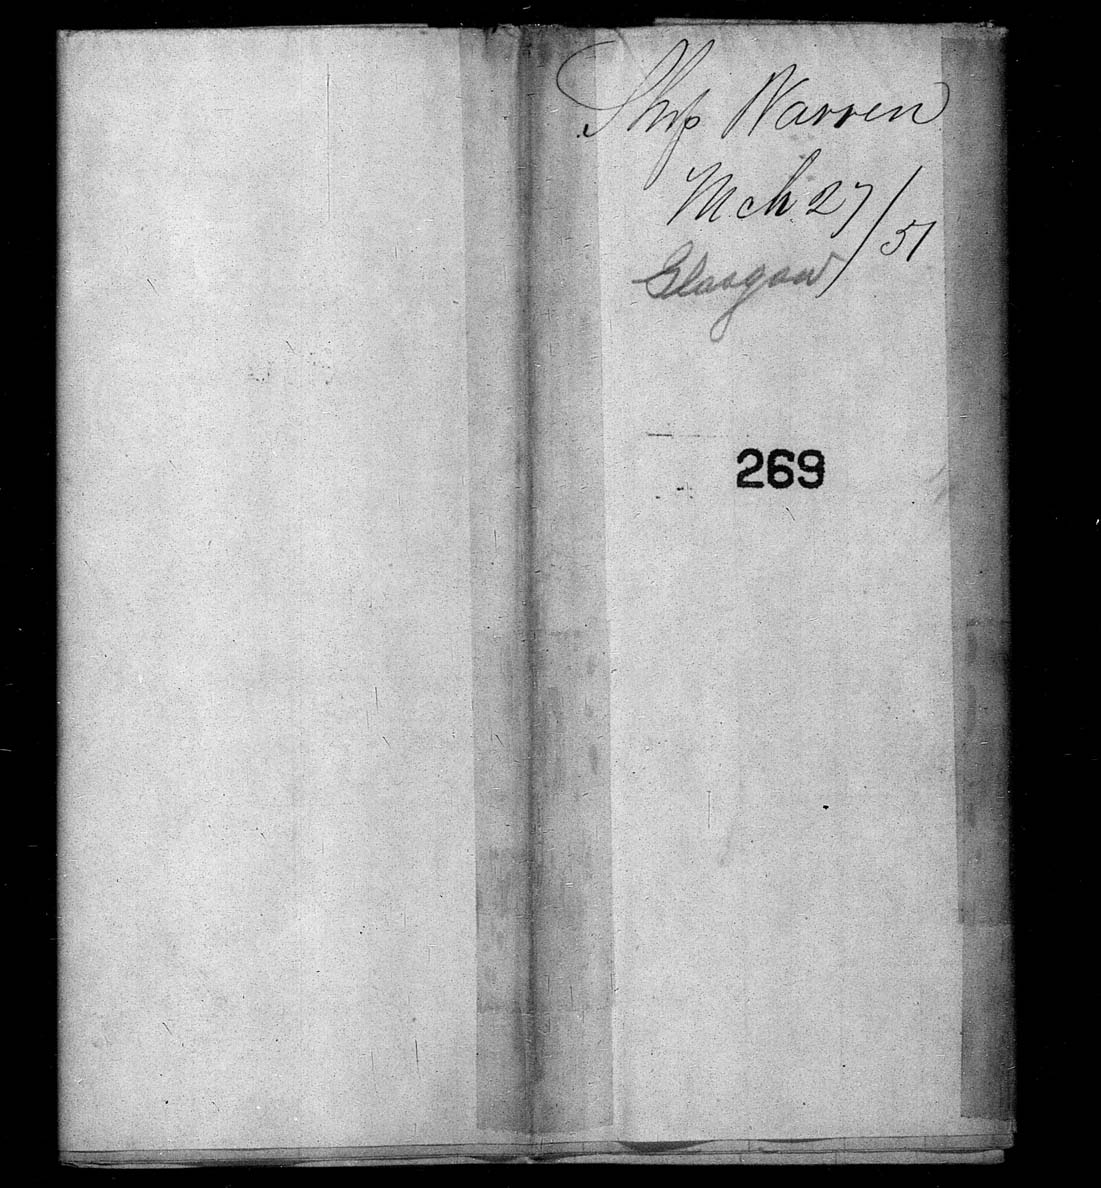 Ship Warren
Mch 27/51
Glasgow
269